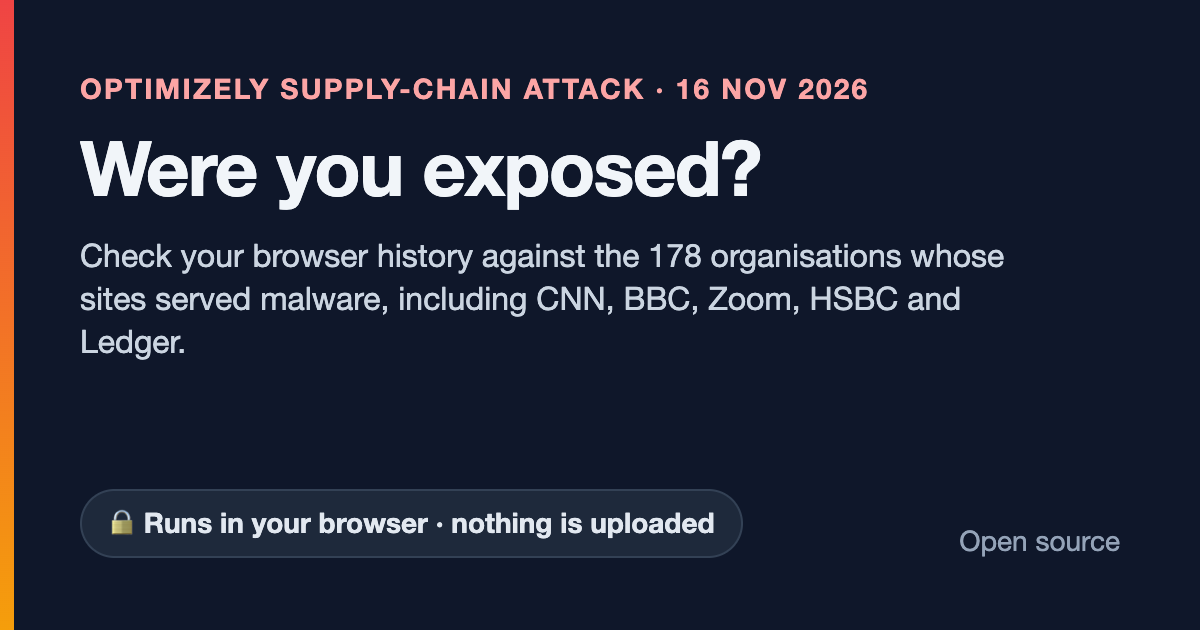 OPTIMIZELY SUPPLY-CHAIN ATTACK · 16 NOV 2026
Were you exposed?
Check your browser history against the 178 organisations whose
sites served malware, including CNN, BBC, Zoom, HSBC and
Ledger.
🔒 Runs in your browser · nothing is uploaded
Open source